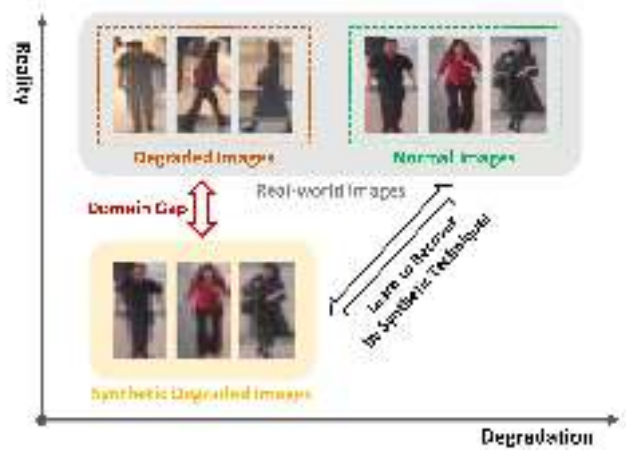 Reality
Degraded Images
Normal Images
Real-world Images
Domain Gap
Learn to Recover
by Synthetic Techniques
Synthetic Degraded Images
Degradation